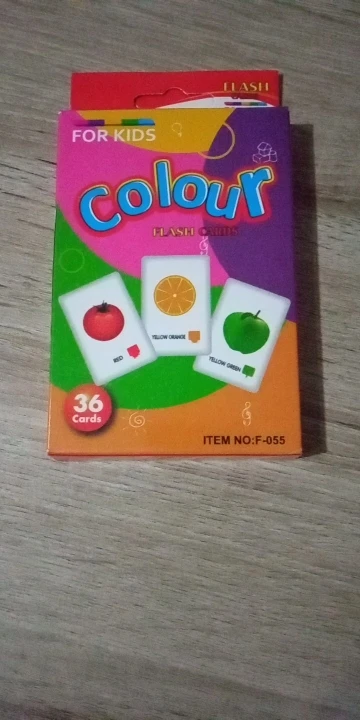 FLASH
FOR KIDS
Colour
FLASH CARDS
RED
YELLOW ORANGE
YELLOW GREEN
36
Cards
ITEM NO:F-055